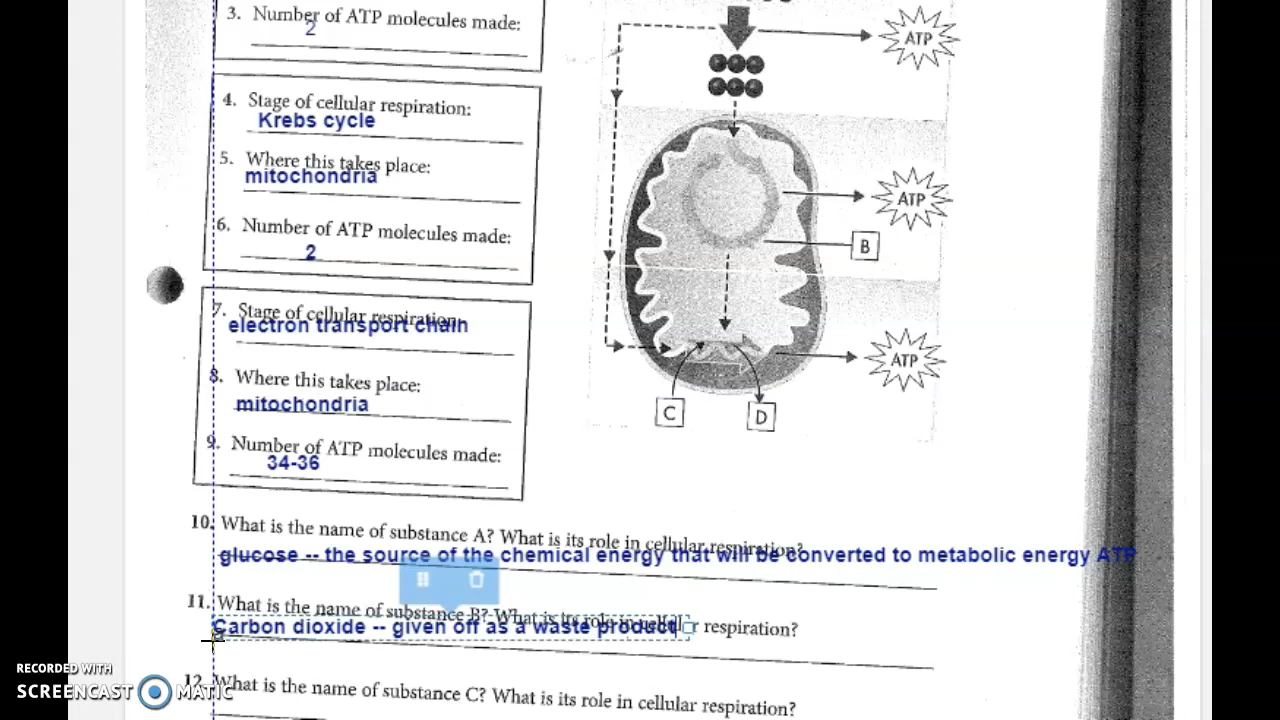 3. Number of ATP molecules made:
2
ATP
4. Stage of cellular respiration:
Krebs cycle
5. Where this takes place:
mitochondria
6. Number of ATP molecules made:
2
ATP
B
7. Stage of cellular respiration:
electron transport chain
8. Where this takes place:
mitochondria
9. Number of ATP molecules made:
34-36
ATP
C
D
10. What is the name of substance A? What is its role in cellular respiration?
glucose -- the source of the chemical energy that will be converted to metabolic energy ATP
11. What is the name of substance B? What is its role in cellular respiration?
Carbon dioxide -- given off as a waste product
12. What is the name of substance C? What is its role in cellular respiration?
RECORDED WITH
SCREENCAST MATIC